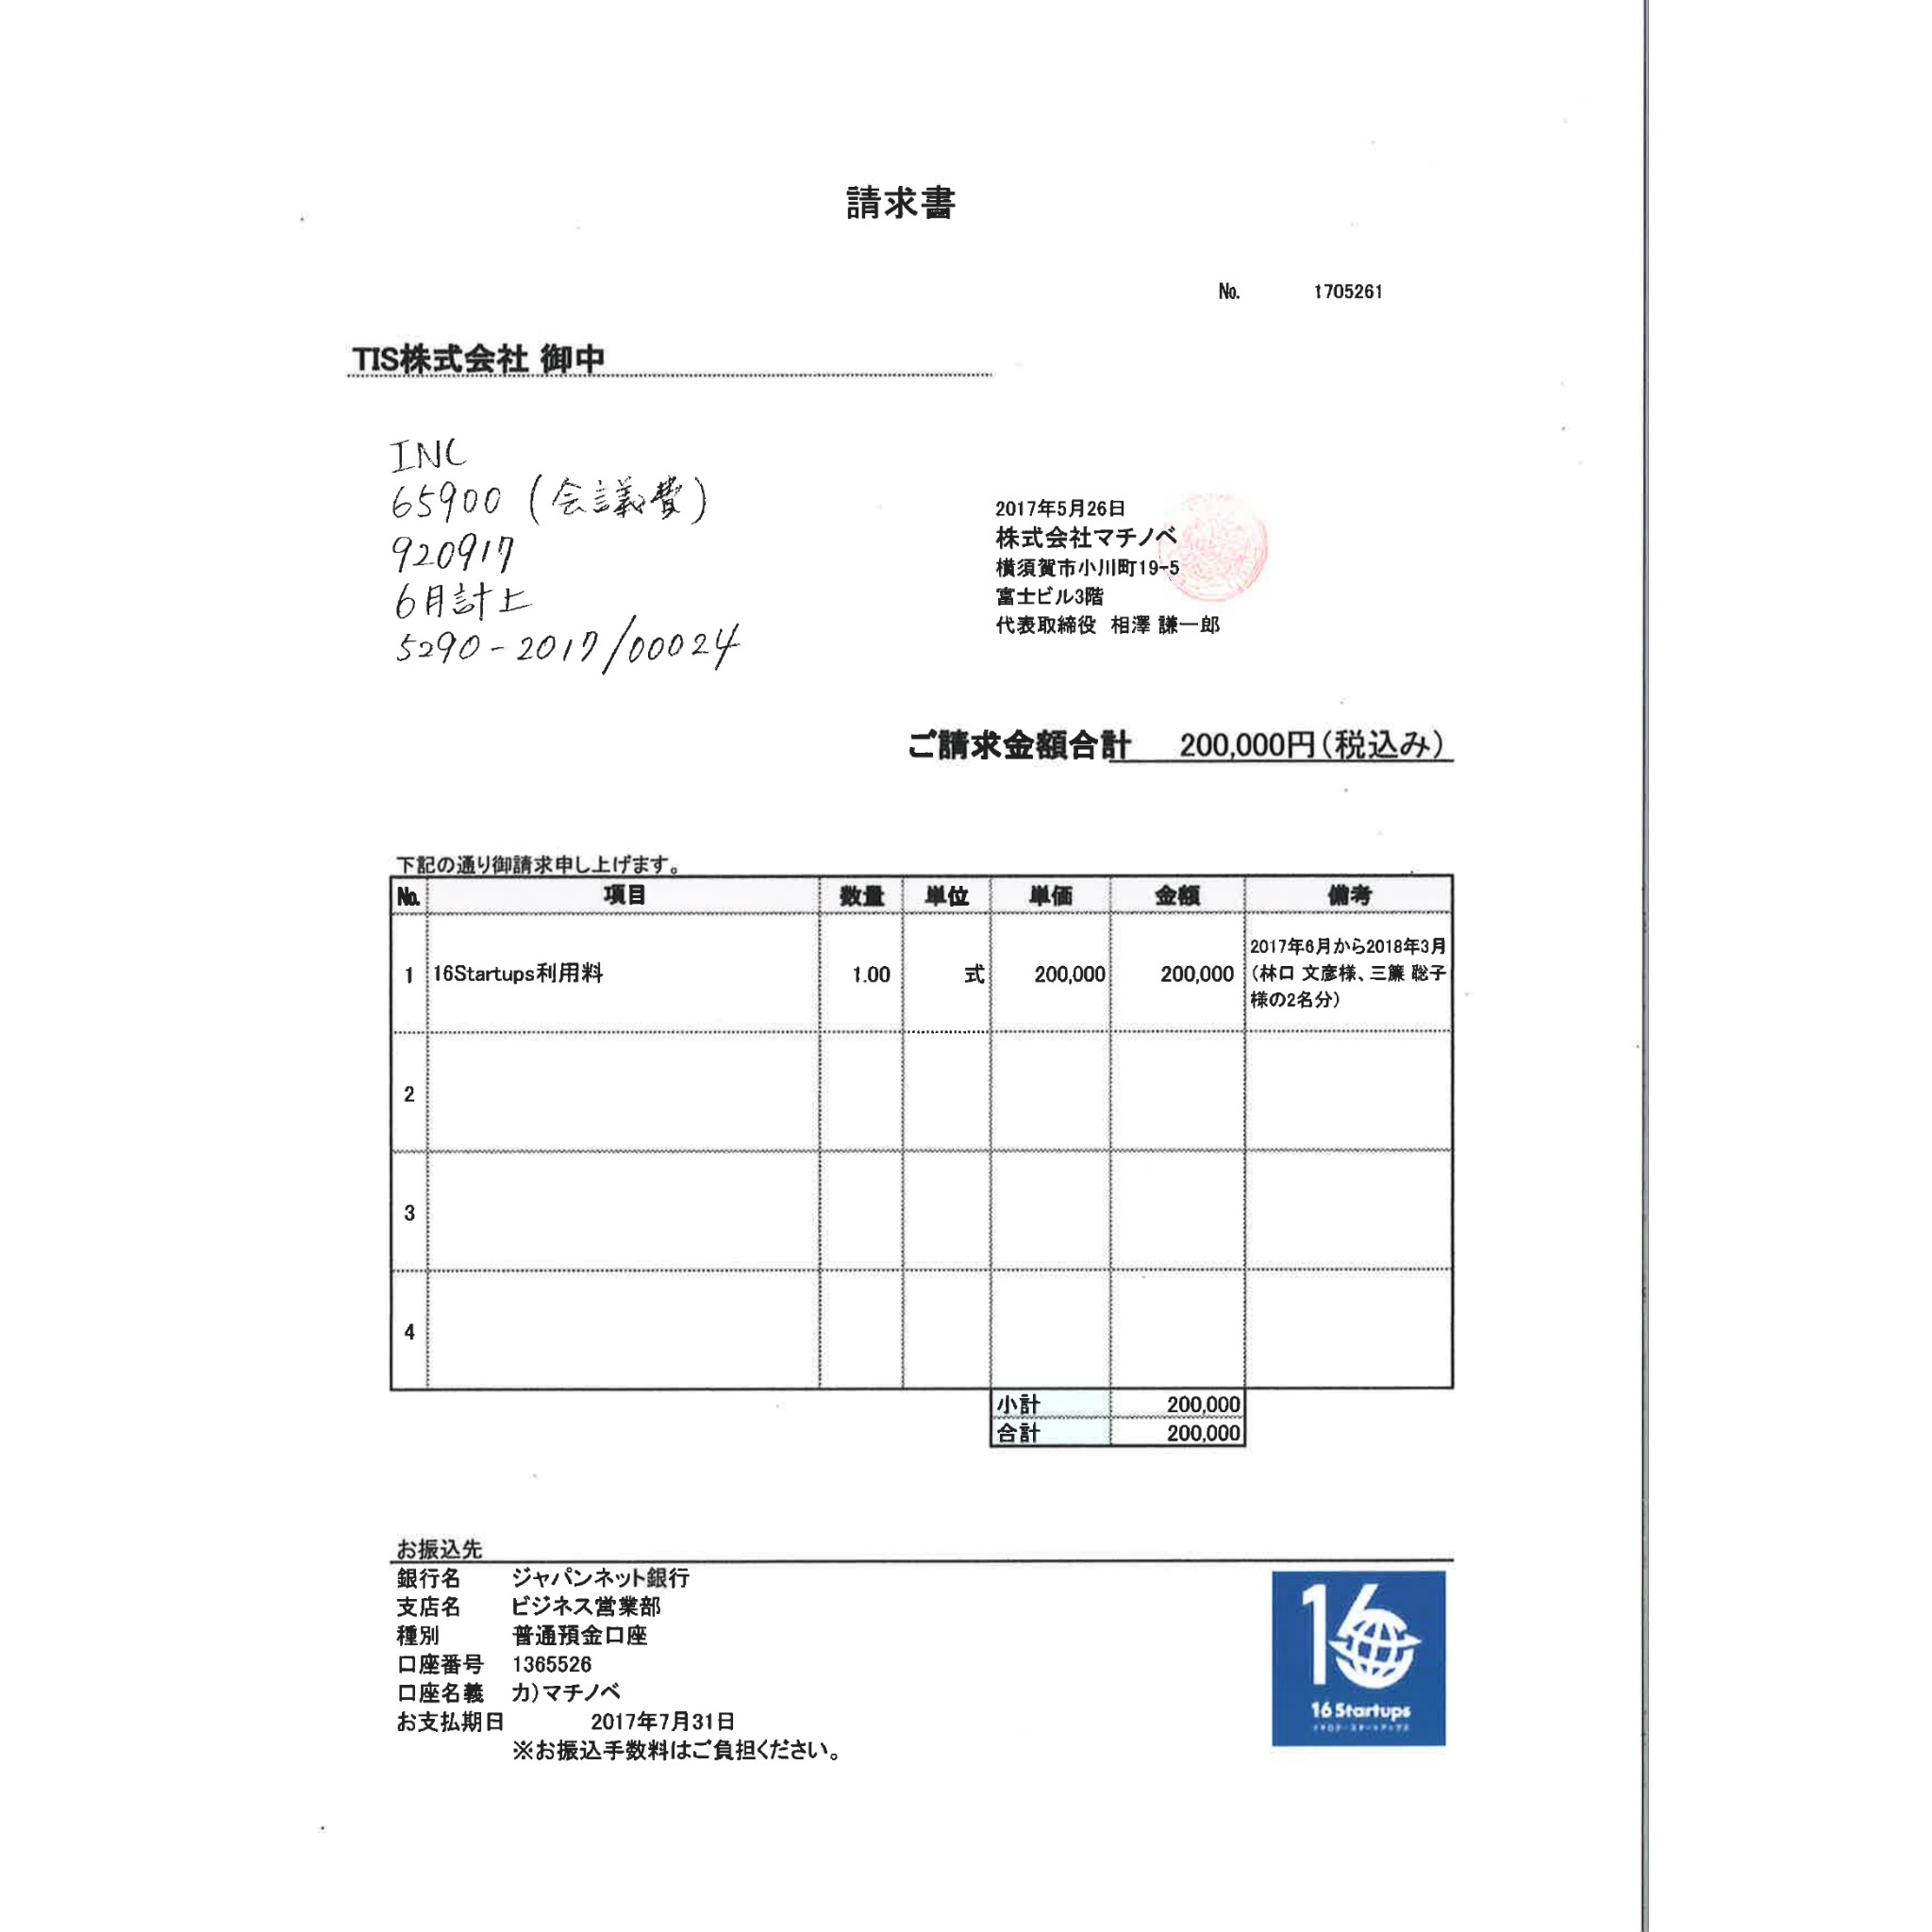 請求書
No. 1705261
TIS株式会社 御中
INC
65900 (会議費)
920917
6月計上
5290-2017/00024
2017年5月26日
株式会社マチノベ
横須賀市小川町19-5
富士ビル3階
代表取締役 相澤 謙一郎
ご請求金額合計 200,000円(税込み)
下記の通り御請求申し上げます。
No. 項目 数量 単位 単価 金額 備考
1 16Startups利用料 1.00 式 200,000 200,000 2017年6月から2018年3月
(林口 文彦様、三簾 聡子
様の2名分)
2
3
4
小計 200,000
合計 200,000
お振込先
銀行名 ジャパンネット銀行
支店名 ビジネス営業部
種別 普通預金口座
口座番号 1365526
口座名義 カ)マチノベ
お支払期日 2017年7月31日
※お振込手数料はご負担ください。
16
16 Startups